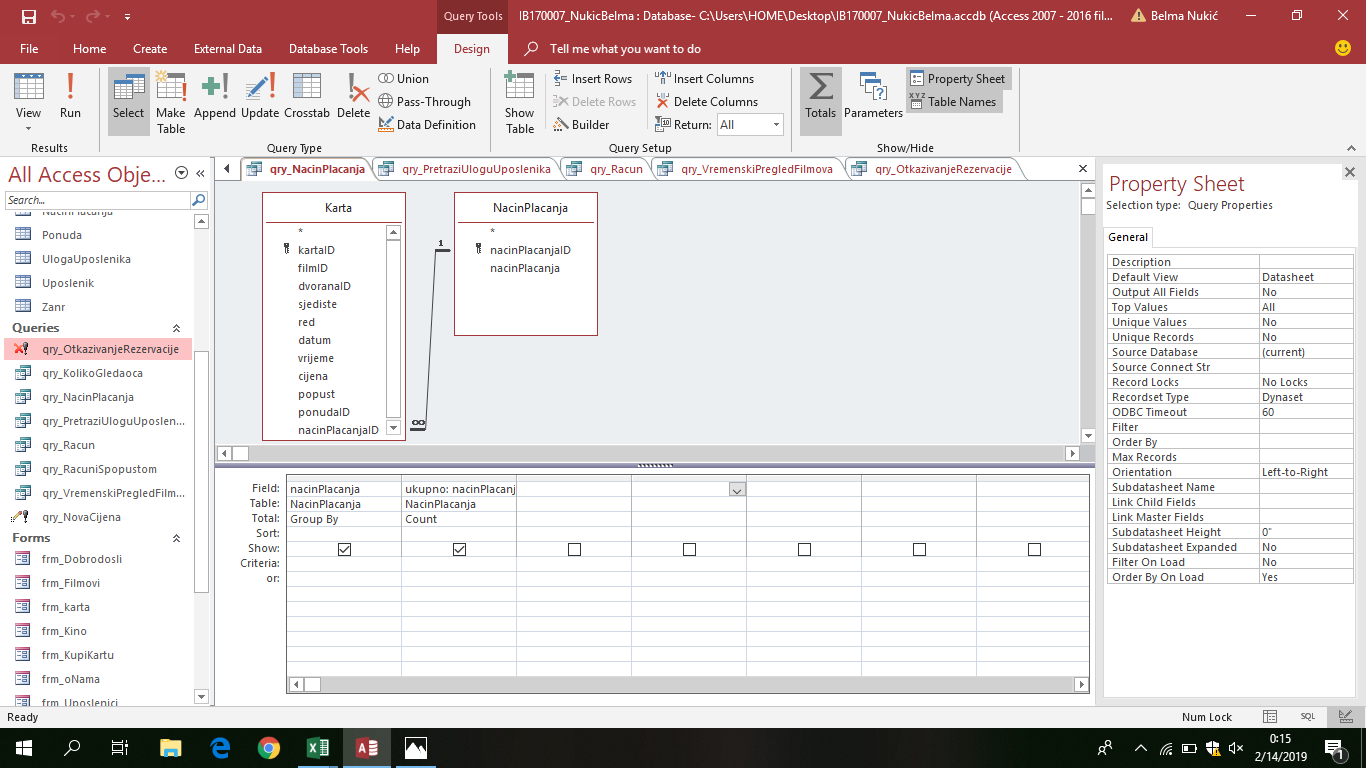 Query Tools
IB170007_NukicBelma : Database- C:\Users\HOME\Desktop\IB170007_NukicBelma.accdb (Access 2007 - 2016 fil...
Belma Nukić
File Home Create External Data Database Tools Help Design Tell me what you want to do
View
Run
Results
Select
Make Table
Append
Update
Crosstab
Delete
Union
Pass-Through
Data Definition
Query Type
Show Table
Insert Rows
Delete Rows
Builder
Insert Columns
Delete Columns
Return: All
Query Setup
Totals
Parameters
Property Sheet
XYZ Table Names
Show/Hide
All Access Obje...
Search...
NacinPlacanja
Ponuda
UlogaUposlenika
Uposlenik
Zanr
Queries
qry_OtkazivanjeRezervacije
qry_KolikoGledaoca
qry_NacinPlacanja
qry_PretraziUloguUposlen...
qry_Racun
qry_RacuniSpopustom
qry_VremenskiPregledFilm...
qry_NovaCijena
Forms
frm_Dobrodosli
frm_Filmovi
frm_karta
frm_Kino
frm_KupiKartu
frm_oNama
frm_Uposlenici
qry_NacinPlacanja qry_PretraziUloguUposlenika qry_Racun qry_VremenskiPregledFilmova qry_OtkazivanjeRezervacije
Karta
*
kartaID
filmID
dvoranaID
sjediste
red
datum
vrijeme
cijena
popust
ponudaID
nacinPlacanjaID
1
∞
NacinPlacanja
*
nacinPlacanjaID
nacinPlacanja
Field: nacinPlacanja ukupno: nacinPlacanj
Table: NacinPlacanja NacinPlacanja
Total: Group By Count
Sort:
Show:
Criteria:
or:
Property Sheet
Selection type: Query Properties
General
Description
Default View Datasheet
Output All Fields No
Top Values All
Unique Values No
Unique Records No
Source Database (current)
Source Connect Str
Record Locks No Locks
Recordset Type Dynaset
ODBC Timeout 60
Filter
Order By
Max Records
Orientation Left-to-Right
Subdatasheet Name
Link Child Fields
Link Master Fields
Subdatasheet Height 0"
Subdatasheet Expanded No
Filter On Load No
Order By On Load Yes
Ready
Num Lock
SQL
0:15
2/14/2019
1